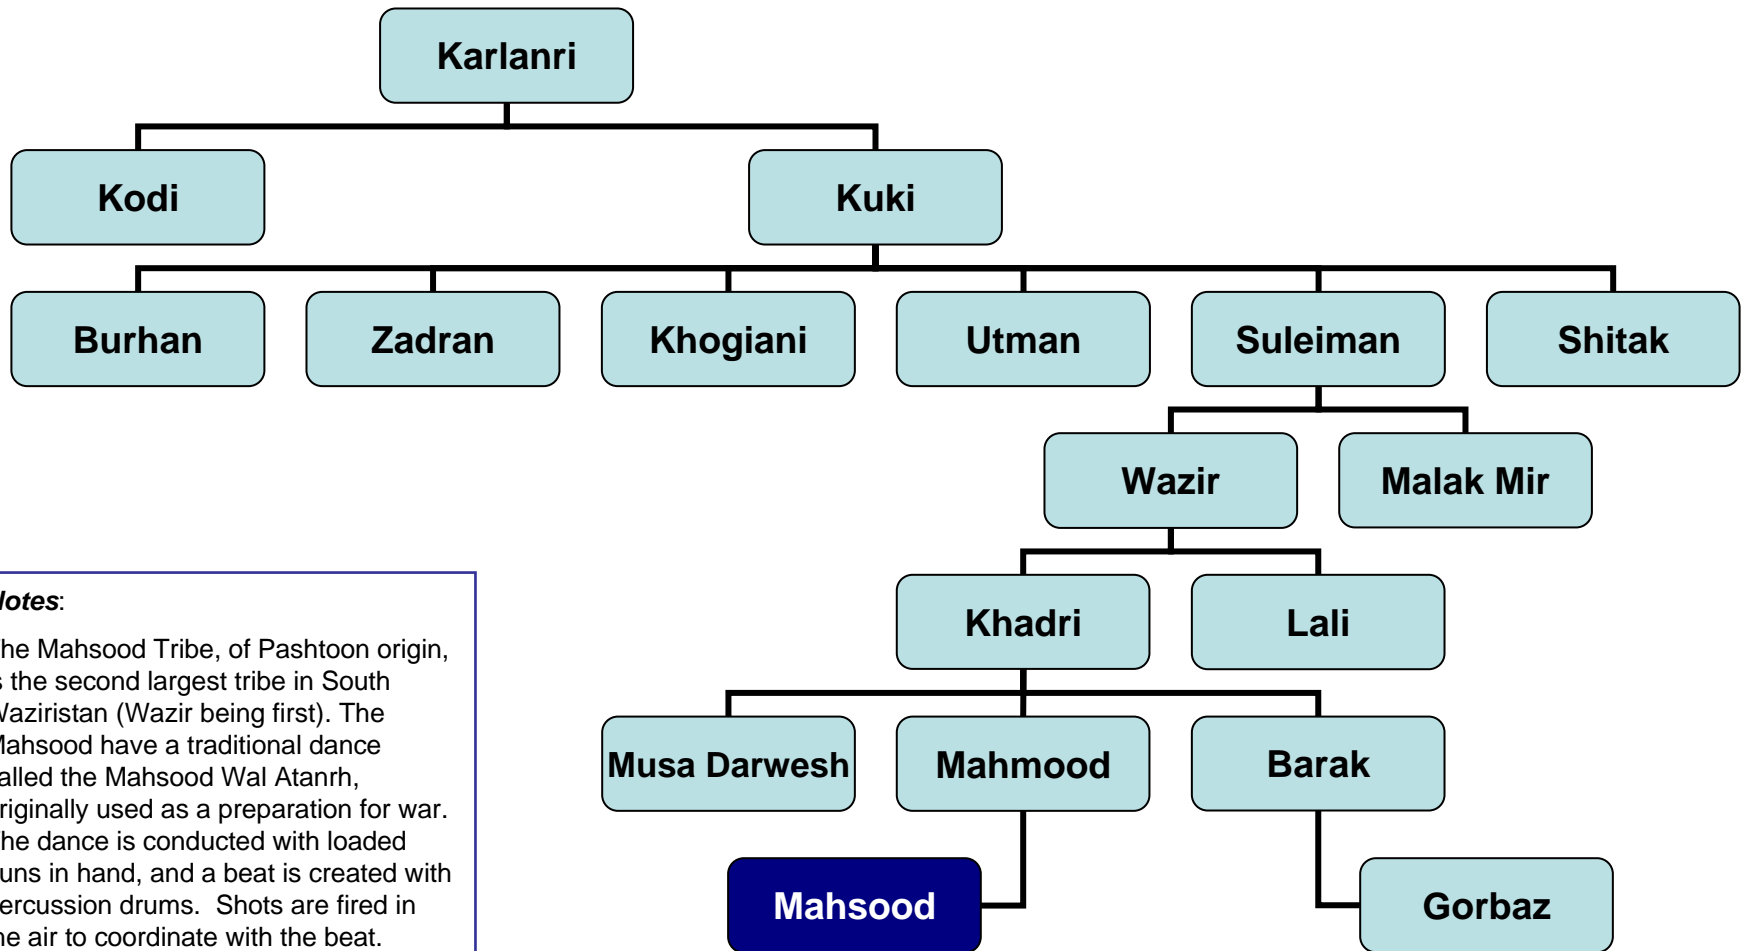 Karlanri
Kodi
Kuki
Burhan
Zadran
Khogiani
Utman
Suleiman
Shitak
Wazir
Malak Mir
Khadri
Lali
Musa Darwesh
Mahmood
Barak
Mahsood
Gorbaz
lotes:
he Mahsood Tribe, of Pashtoon origin,
s the second largest tribe in South
Vaziristan (Wazir being first). The
Mahsood have a traditional dance
alled the Mahsood Wal Atanrh,
riginally used as a preparation for war.
he dance is conducted with loaded
uns in hand, and a beat is created with
ercussion drums. Shots are fired in
he air to coordinate with the beat.